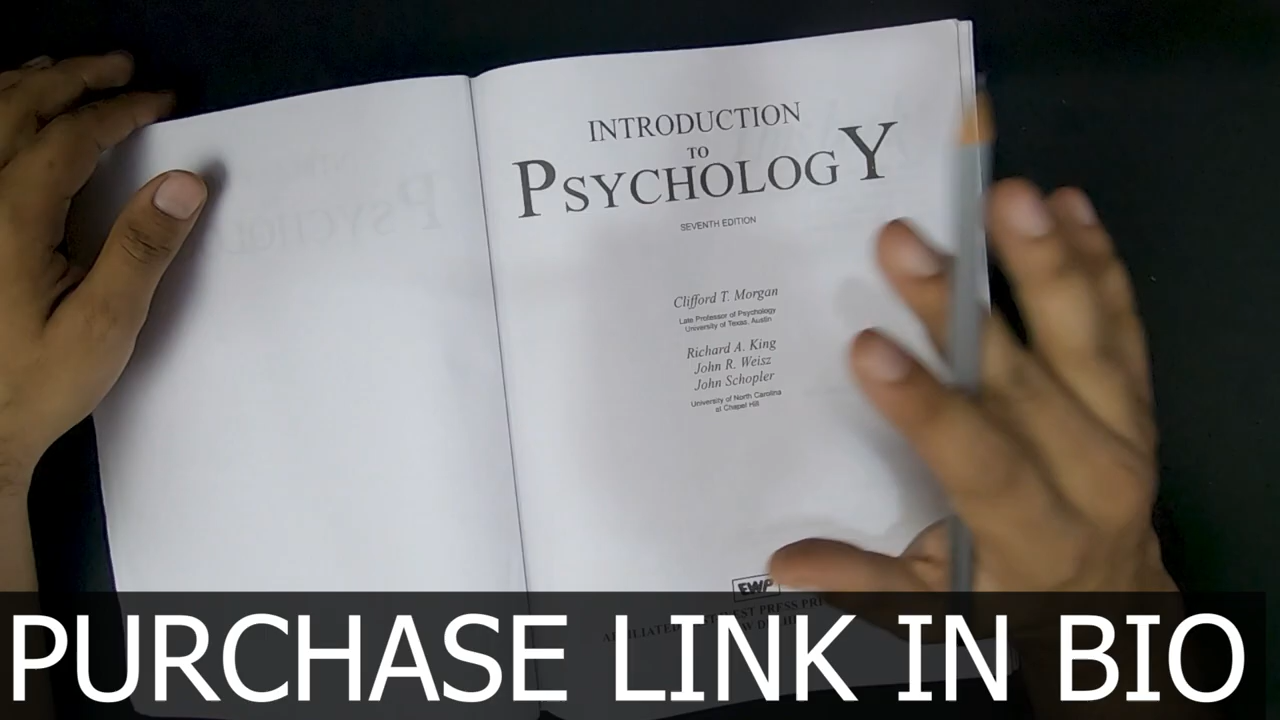 INTRODUCTION
TO
PSYCHOLOGY
SEVENTH EDITION
Clifford T. Morgan
Late Professor of Psychology
University of Texas, Austin
Richard A. King
John R. Weisz
John Schopler
University of North Carolina
at Chapel Hill
EWP
PRESS
PURCHASE LINK IN BIO